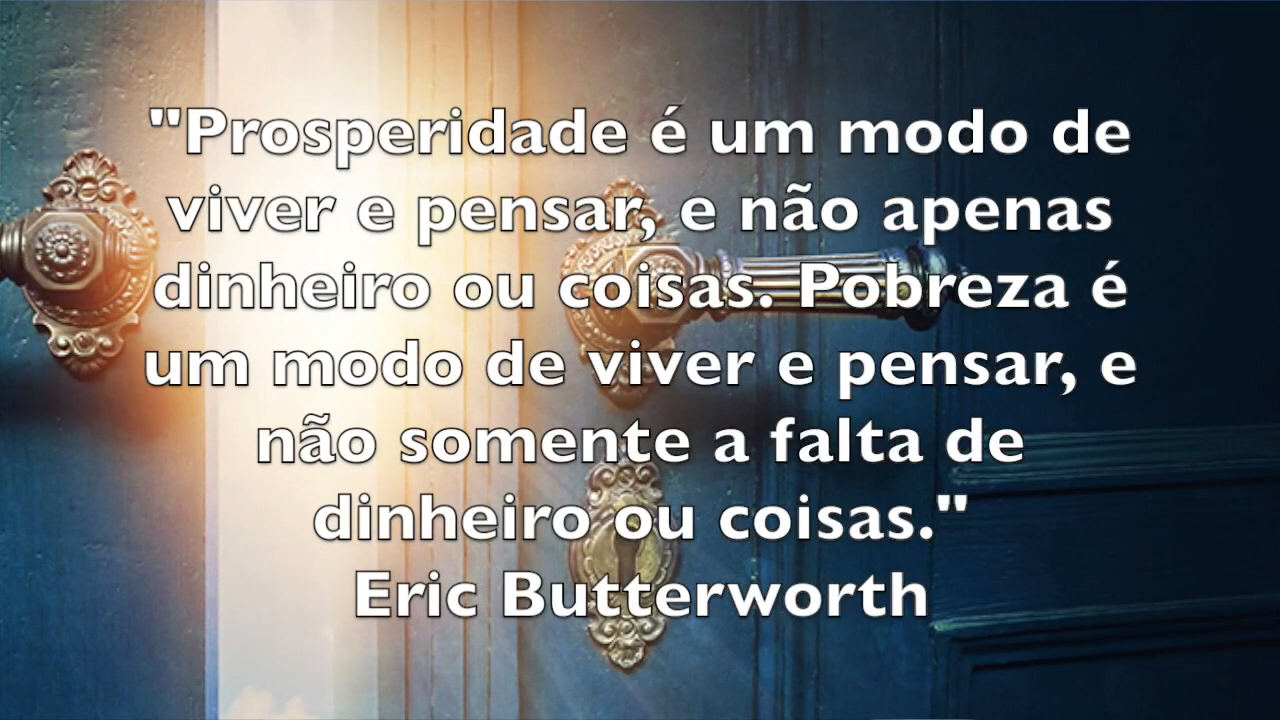 "Prosperidade é um modo de
viver e pensar, e não apenas
dinheiro ou coisas. Pobreza é
um modo de viver e pensar, e
não somente a falta de
dinheiro ou coisas."
Eric Butterworth